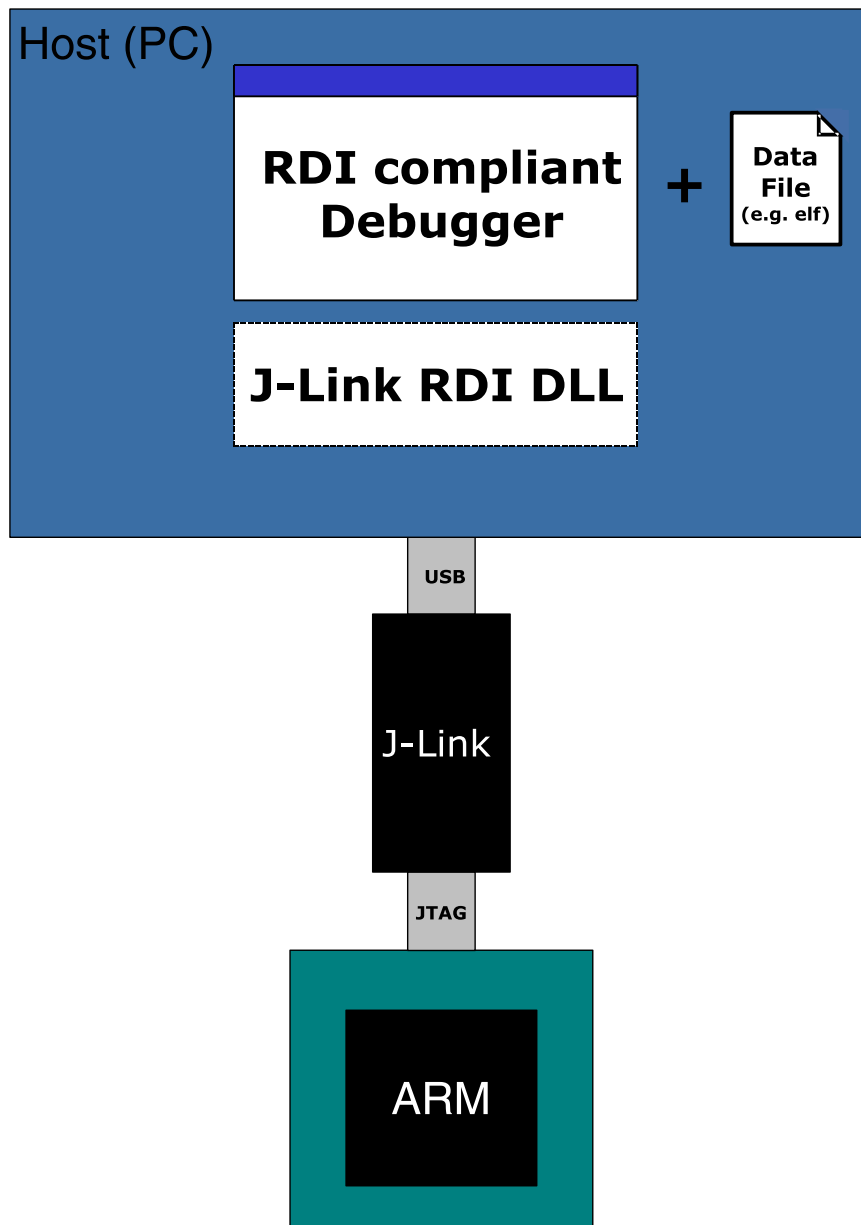 Host (PC)
RDI compliant
Debugger
+
Data
File
(e.g. elf)
J-Link RDI DLL
USB
J-Link
JTAG
ARM